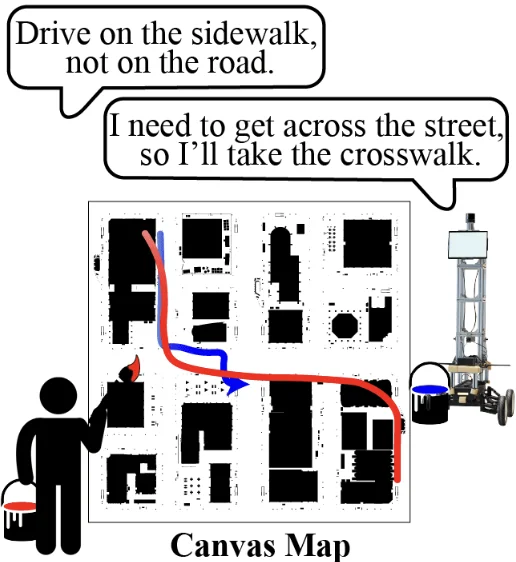 Drive on the sidewalk,
not on the road.
I need to get across the street,
so I'll take the crosswalk.
Canvas Map